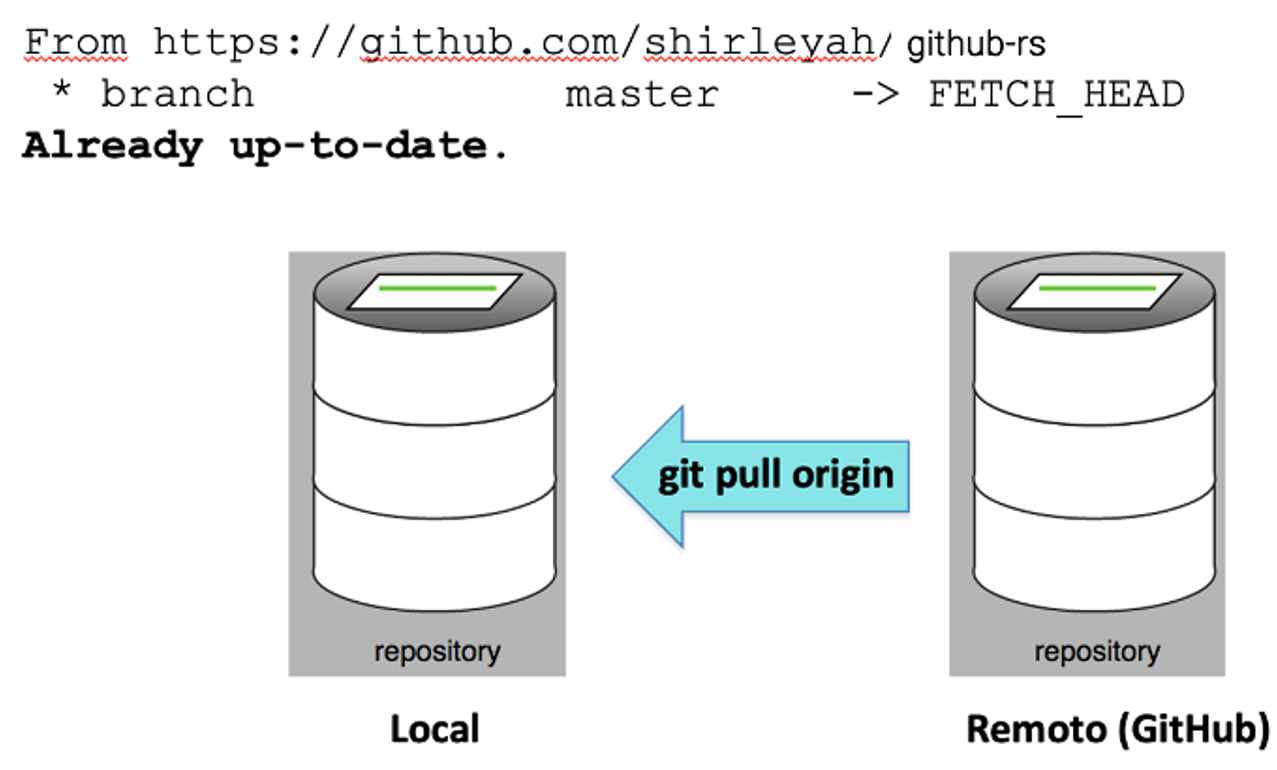 From https://github.com/shirleyah/ github-rs
* branch master -> FETCH_HEAD
Already up-to-date.
git pull origin
repository repository
Local Remoto (GitHub)